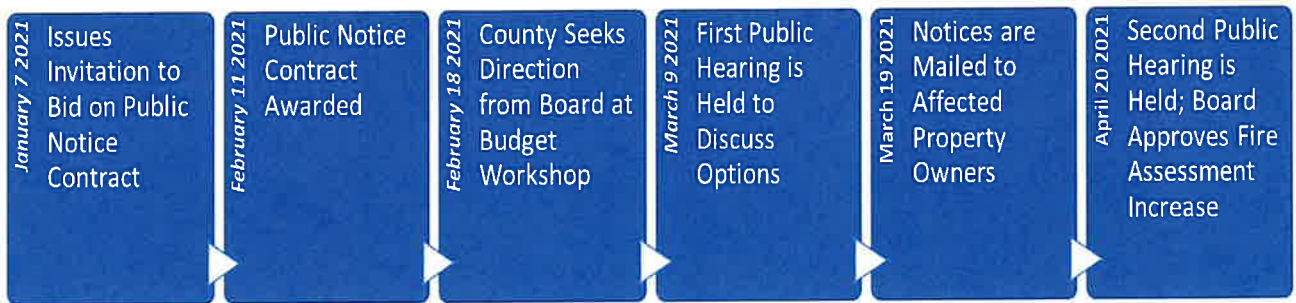 January 7 2021
Issues
Invitation to
Bid on Public
Notice
Contract
February 11 2021
Public Notice
Contract
Awarded
February 18 2021
County Seeks
Direction
from Board at
Budget
Workshop
March 9 2021
First Public
Hearing is
Held to
Discuss
Options
March 19 2021
Notices are
Mailed to
Affected
Property
Owners
April 20 2021
Second Public
Hearing is
Held; Board
Approves Fire
Assessment
Increase